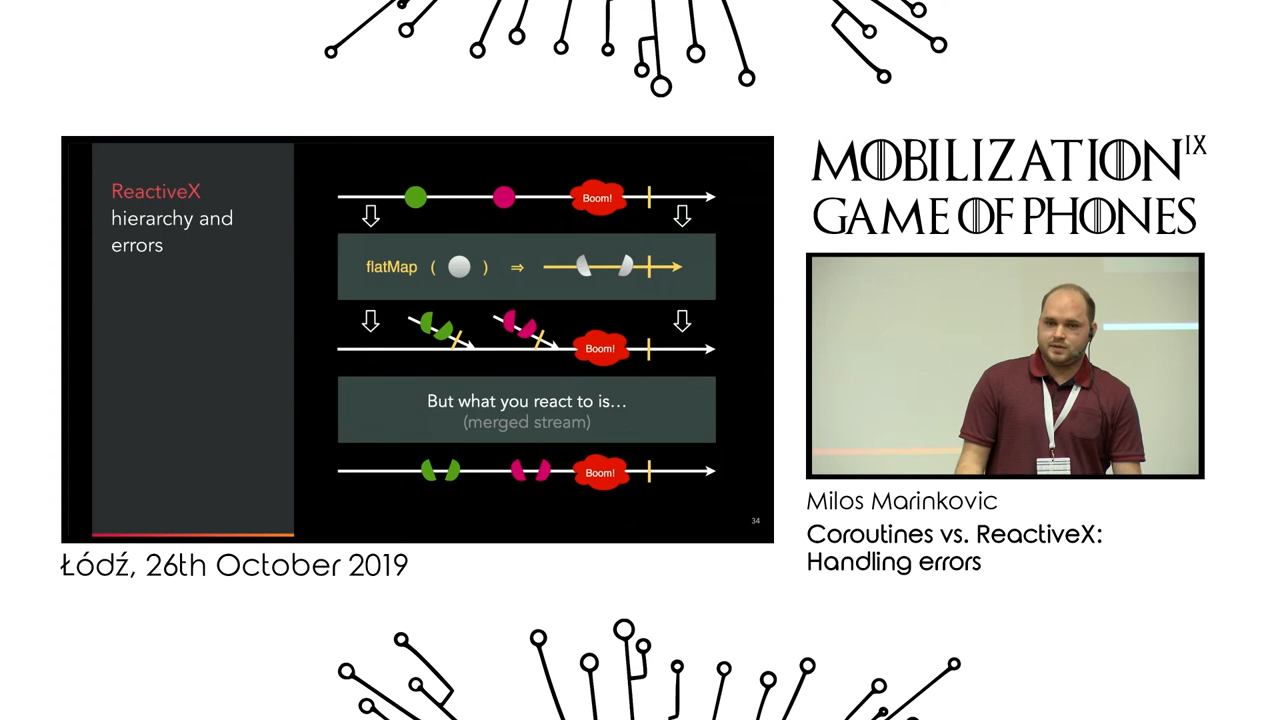 ReactiveX
hierarchy and
errors
Boom!
flatMap ( ) ⇒
Boom!
But what you react to is…
(merged stream)
Boom!
34
Łódź, 26th October 2019
MOBILIZATION IX
GAME OF PHONES
Milos Marinkovic
Coroutines vs. ReactiveX:
Handling errors